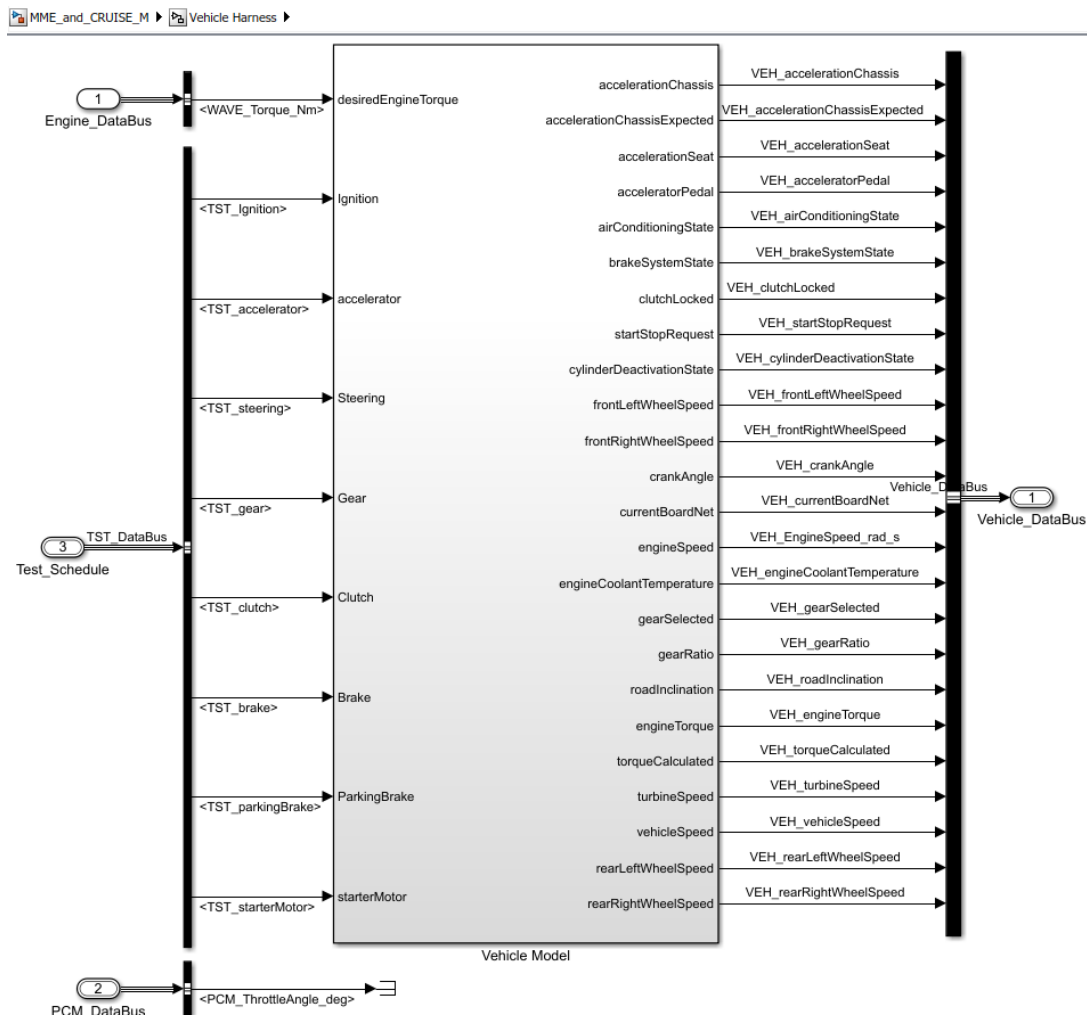 MME_and_CRUISE_M Vehicle Harness
1
Engine_DataBus
<WAVE_Torque_Nm>
<TST_Ignition>
<TST_accelerator>
<TST_steering>
<TST_gear>
3
TST_DataBus
Test_Schedule
<TST_clutch>
<TST_brake>
<TST_parkingBrake>
<TST_starterMotor>
2
PCM_DataBus
<PCM_ThrottleAngle_deg>
desiredEngineTorque
Ignition
accelerator
Steering
Gear
Clutch
Brake
ParkingBrake
starterMotor
accelerationChassis
accelerationChassisExpected
accelerationSeat
acceleratorPedal
airConditioningState
brakeSystemState
clutchLocked
startStopRequest
cylinderDeactivationState
frontLeftWheelSpeed
frontRightWheelSpeed
crankAngle
currentBoardNet
engineSpeed
engineCoolantTemperature
gearSelected
gearRatio
roadInclination
engineTorque
torqueCalculated
turbineSpeed
vehicleSpeed
rearLeftWheelSpeed
rearRightWheelSpeed
Vehicle Model
VEH_accelerationChassis
VEH_accelerationChassisExpected
VEH_accelerationSeat
VEH_acceleratorPedal
VEH_airConditioningState
VEH_brakeSystemState
VEH_clutchLocked
VEH_startStopRequest
VEH_cylinderDeactivationState
VEH_frontLeftWheelSpeed
VEH_frontRightWheelSpeed
VEH_crankAngle
VEH_currentBoardNet
VEH_EngineSpeed_rad_s
VEH_engineCoolantTemperature
VEH_gearSelected
VEH_gearRatio
VEH_roadInclination
VEH_engineTorque
VEH_torqueCalculated
VEH_turbineSpeed
VEH_vehicleSpeed
VEH_rearLeftWheelSpeed
VEH_rearRightWheelSpeed
Vehicle_DataBus
1
Vehicle_DataBus